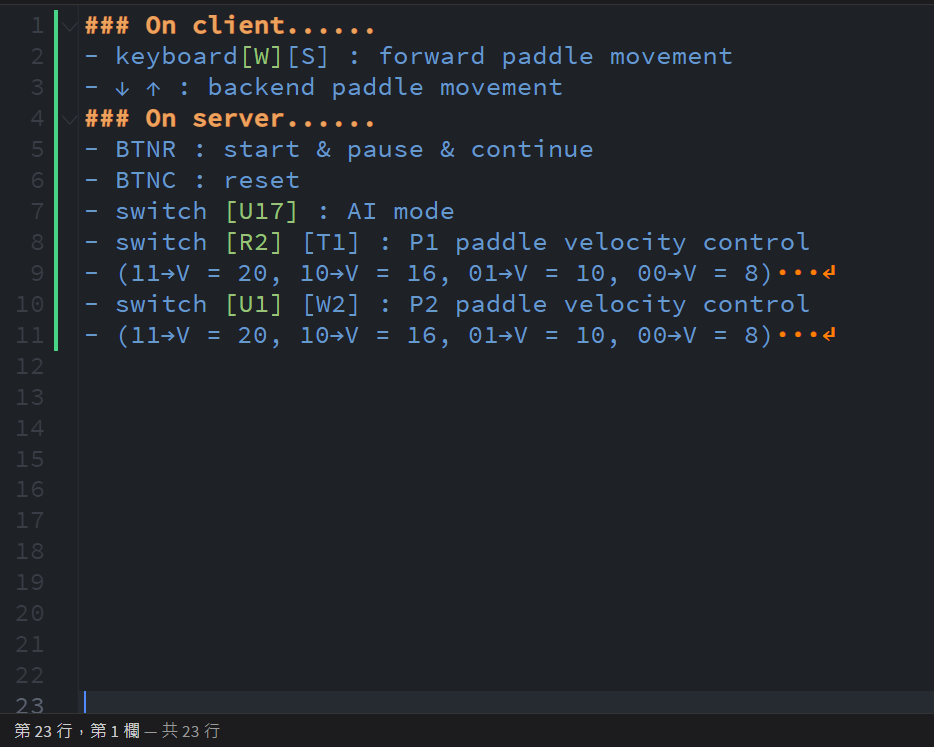 1 ### On client......
2 - keyboard[W][S] : forward paddle movement
3 - ↓ ↑ : backend paddle movement
4 ### On server......
5 - BTNR : start & pause & continue
6 - BTNC : reset
7 - switch [U17] : AI mode
8 - switch [R2] [T1] : P1 paddle velocity control
9 - (11→V = 20, 10→V = 16, 01→V = 10, 00→V = 8)···↲
10 - switch [U1] [W2] : P2 paddle velocity control
11 - (11→V = 20, 10→V = 16, 01→V = 10, 00→V = 8)···↲
12
13
14
15
16
17
18
19
20
21
22
23
第 23 行，第 1 欄 — 共 23 行